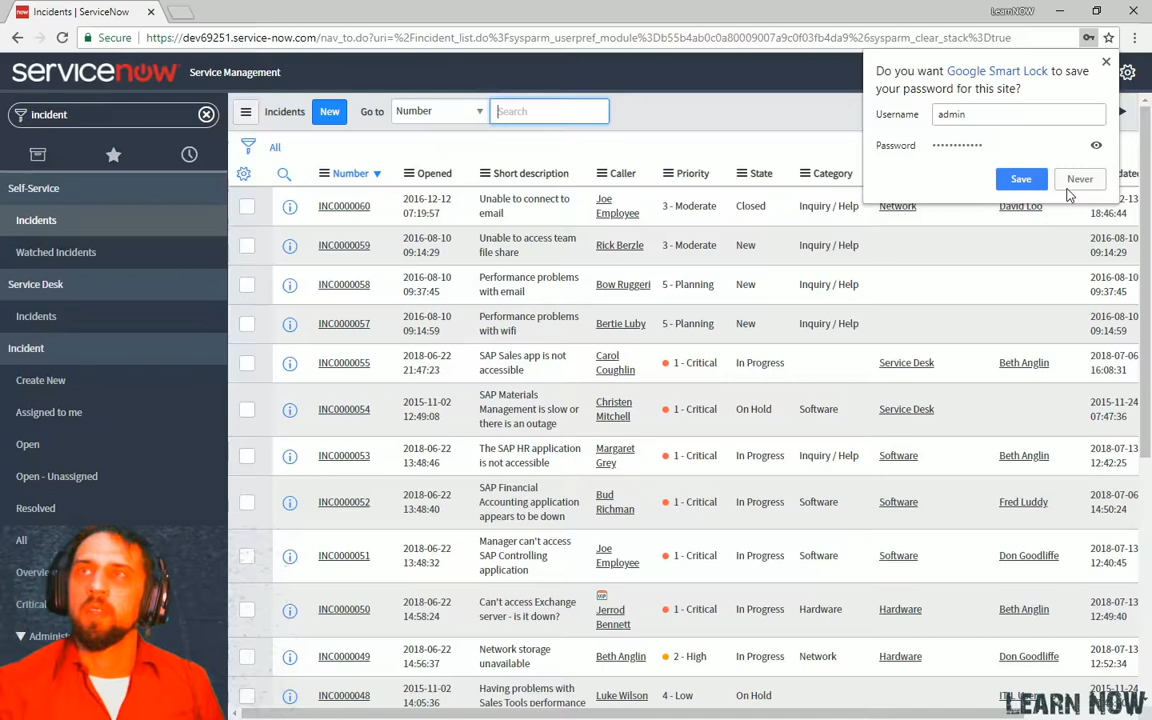 now Incidents | ServiceNow
LearnNOW
Secure https://dev69251.service-now.com/nav_to.do?uri=%2Fincident_list.do%3Fsysparm_userpref_module%3Db55b4ab0c0a80009007a9c0f03fb4da9%26sysparm_clear_stack%3Dtrue
servicenow Service Management
Do you want Google Smart Lock to save
your password for this site?
Username admin
Password ••••••••••••
Save Never
Incident
Incidents New Go to Number Search
All
Number Opened Short description Caller Priority State Category
Self-Service
Incidents
Watched Incidents
Service Desk
Incidents
Incident
Create New
Assigned to me
Open
Open - Unassigned
Resolved
All
Critical
INC0000060 2016-12-12 07:19:57 Unable to connect to email Joe Employee 3 - Moderate Closed Inquiry / Help Network David Loo 18:46:44
INC0000059 2016-08-10 09:14:29 Unable to access team file share Rick Berzle 3 - Moderate New Inquiry / Help 2016-08-10 09:14:29
INC0000058 2016-08-10 09:37:45 Performance problems with email Bow Ruggeri 5 - Planning New Inquiry / Help 2016-08-10 09:37:45
INC0000057 2016-08-10 09:14:59 Performance problems with wifi Bertie Luby 5 - Planning New Inquiry / Help 2016-08-10 09:14:59
INC0000055 2018-06-22 21:47:23 SAP Sales app is not accessible Carol Coughlin 1 - Critical In Progress Service Desk Beth Anglin 2018-07-06 16:08:31
INC0000054 2015-11-02 12:49:08 SAP Materials Management is slow or there is an outage Christen Mitchell 1 - Critical On Hold Software Service Desk 2015-11-24 07:47:36
INC0000053 2018-06-22 13:48:46 The SAP HR application is not accessible Margaret Grey 1 - Critical In Progress Inquiry / Help Software Beth Anglin 2018-07-13 12:42:25
INC0000052 2018-06-22 13:48:40 SAP Financial Accounting application appears to be down Bud Richman 1 - Critical In Progress Software Software Fred Luddy 2018-07-06 14:50:24
INC0000051 2018-06-22 13:48:32 Manager can't access SAP Controlling application Joe Employee 1 - Critical In Progress Software Software Don Goodliffe 2018-07-13 12:40:45
INC0000050 2018-06-22 14:58:24 Can't access Exchange server - is it down? Jerrod Bennett 1 - Critical In Progress Hardware Hardware Beth Anglin 2018-07-13 12:49:40
INC0000049 2018-06-22 14:56:37 Network storage unavailable Beth Anglin 2 - High In Progress Network Hardware Don Goodliffe 2018-07-13 12:52:34
INC0000048 2015-11-02 14:05:36 Having problems with Sales Tools performance Luke Wilson 4 - Low On Hold 2015-11-24
LEARN NOW